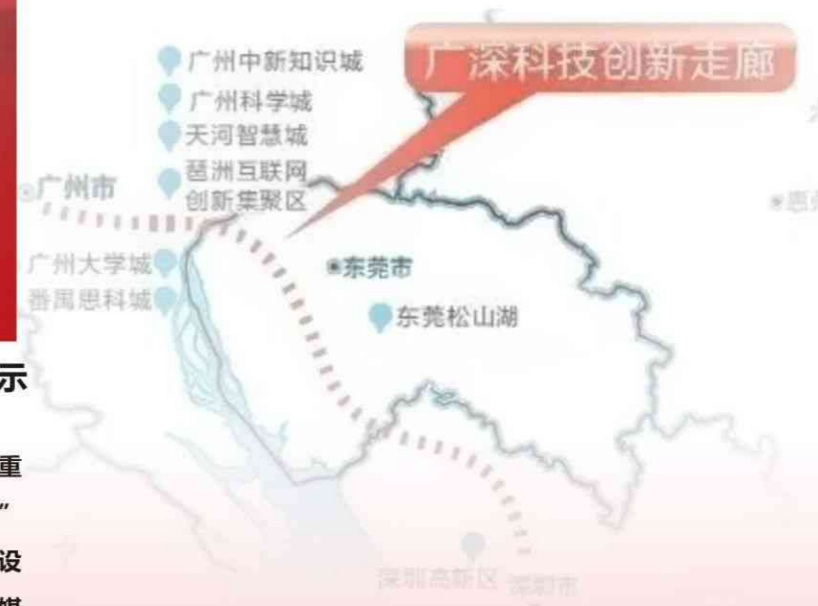 广州中新知识城
广深科技创新走廊
广州科学城
天河智慧城
琶洲互联网
创新集聚区
广州市
广州大学城
番禺思科城
东莞市
东莞松山湖
示
重
”
设
媒
深圳高新区
深圳市